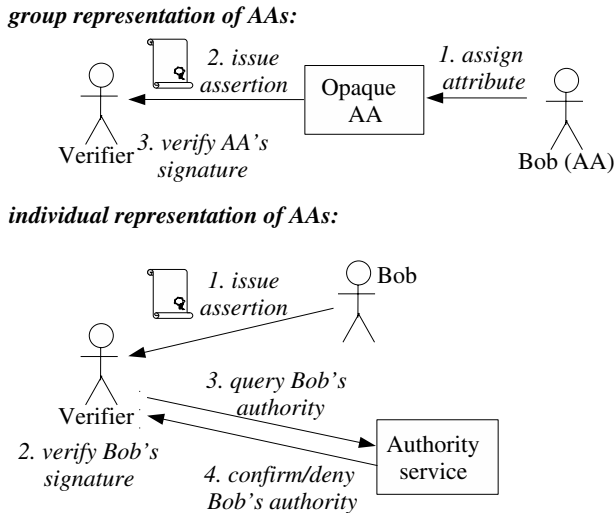 group representation of AAs:
2. issue
assertion
1. assign
attribute
Opaque
AA
Verifier
3. verify AA's
signature
Bob (AA)
individual representation of AAs:
1. issue
assertion
Bob
Verifier
3. query Bob's
authority
2. verify Bob's
signature
4. confirm/deny
Bob's authority
Authority
service